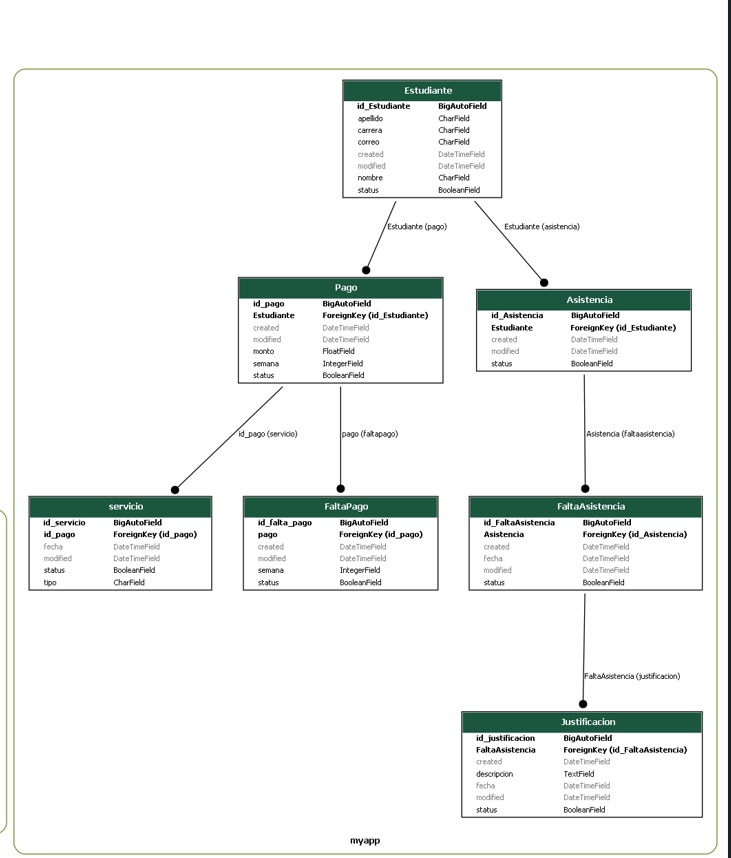 Estudiante
id_Estudiante BigAutoField
apellido CharField
carrera CharField
correo CharField
created DateTimeField
modified DateTimeField
nombre CharField
status BooleanField
Estudiante (pago)
Estudiante (asistencia)
Pago
id_pago BigAutoField
Estudiante ForeignKey (id_Estudiante)
created DateTimeField
modified DateTimeField
monto FloatField
semana IntegerField
status BooleanField
Asistencia
id_Asistencia BigAutoField
Estudiante ForeignKey (id_Estudiante)
created DateTimeField
modified DateTimeField
status BooleanField
id_pago (servicio)
pago (faltapago)
Asistencia (faltaasistencia)
servicio
id_servicio BigAutoField
id_pago ForeignKey (id_pago)
fecha DateTimeField
modified DateTimeField
status BooleanField
tipo CharField
FaltaPago
id_falta_pago BigAutoField
pago ForeignKey (id_pago)
created DateTimeField
modified DateTimeField
semana IntegerField
status BooleanField
FaltaAsistencia
id_FaltaAsistencia BigAutoField
Asistencia ForeignKey (id_Asistencia)
created DateTimeField
fecha DateTimeField
modified DateTimeField
status BooleanField
FaltaAsistencia (justificacion)
Justificacion
id_justificacion BigAutoField
FaltaAsistencia ForeignKey (id_FaltaAsistencia)
created DateTimeField
descripcion TextField
fecha DateTimeField
modified DateTimeField
status BooleanField
myapp